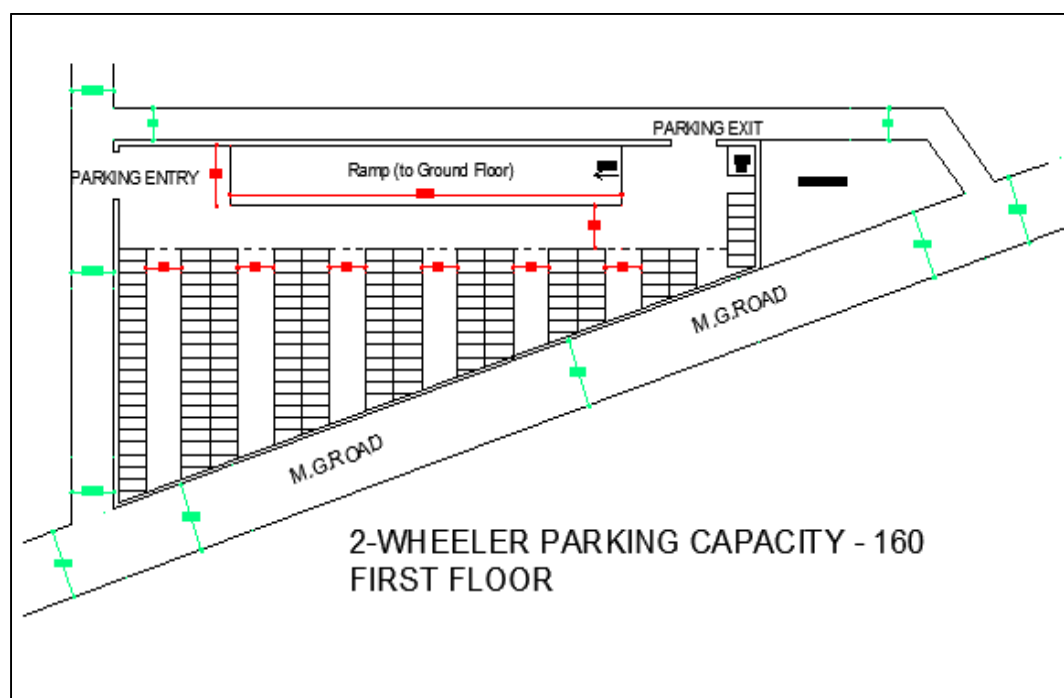 PARKING EXIT
PARKING ENTRY
Ramp (to Ground Floor)
M.G.ROAD
M.G.ROAD
2-WHEELER PARKING CAPACITY - 160
FIRST FLOOR